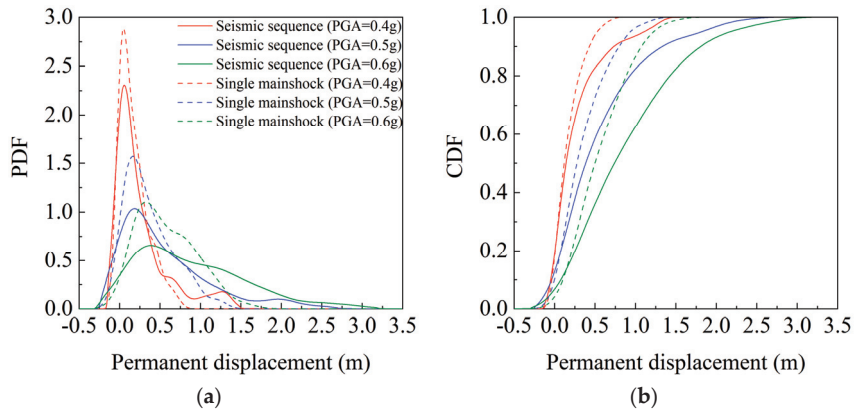 Seismic sequence (PGA=0.4g)
Seismic sequence (PGA=0.5g)
Seismic sequence (PGA=0.6g)
Single mainshock (PGA=0.4g)
Single mainshock (PGA=0.5g)
Single mainshock (PGA=0.6g)
PDF
3.0
2.5
2.0
1.5
1.0
0.5
0.0
-0.5 0.0 0.5 1.0 1.5 2.0 2.5 3.0 3.5
Permanent displacement (m)
(a)
CDF
1.0
0.8
0.6
0.4
0.2
0.0
-0.5 0.0 0.5 1.0 1.5 2.0 2.5 3.0 3.5
Permanent displacement (m)
(b)